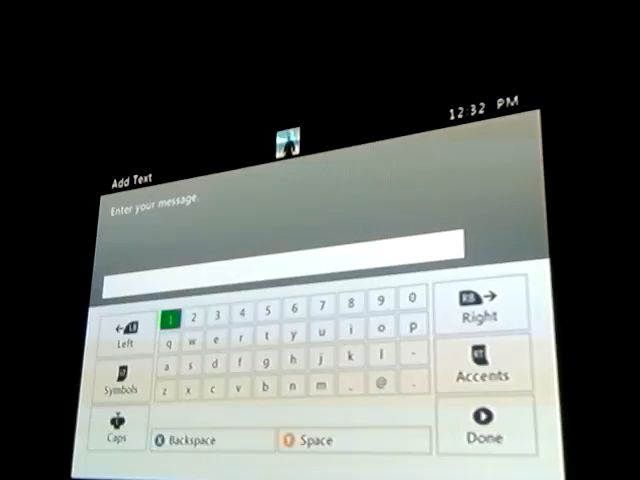 12:32 PM
Add Text
Enter your message.
1 2 3 4 5 6 7 8 9 0
q w e r t y u i o p
a s d f g h j k l -
z x c v b n m _ @ .
LB Left
Symbols
Caps
RB Right
Accents
Done
X Backspace
Y Space